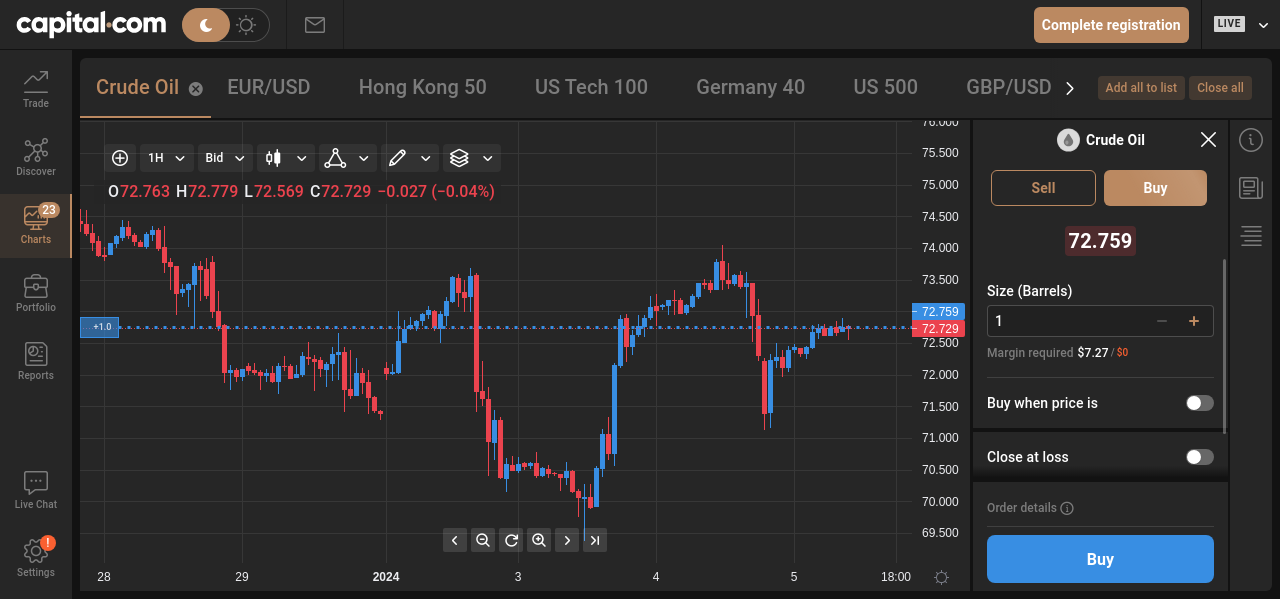 capital.com
Complete registration
LIVE
Trade
Discover
23
Charts
Portfolio
Reports
Live Chat
!
Settings
Crude Oil
EUR/USD
Hong Kong 50
US Tech 100
Germany 40
US 500
GBP/USD
Add all to list
Close all
1H
Bid
O72.763 H72.779 L72.569 C72.729 −0.027 (−0.04%)
+1.0
76.000
75.500
75.000
74.500
74.000
73.500
72.759
72.729
72.500
72.000
71.500
71.000
70.500
70.000
69.500
28
29
2024
3
4
5
18:00
Crude Oil
Sell
Buy
72.759
Size (Barrels)
1
Margin required $7.27 / $0
Buy when price is
Close at loss
Order details
Buy